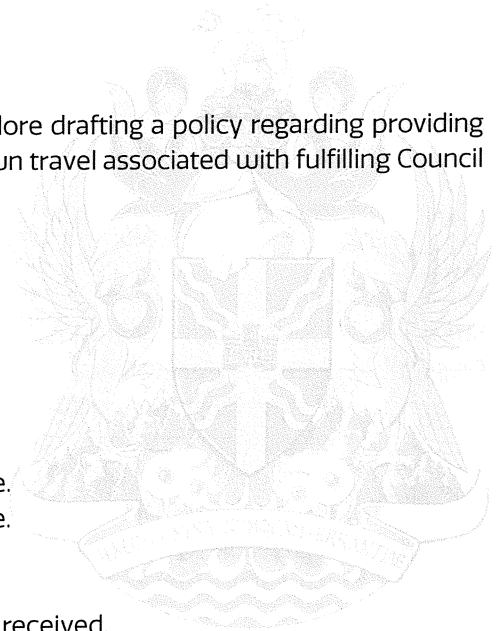 lore drafting a policy regarding providing
un travel associated with fulfilling Council
e.
e.
received